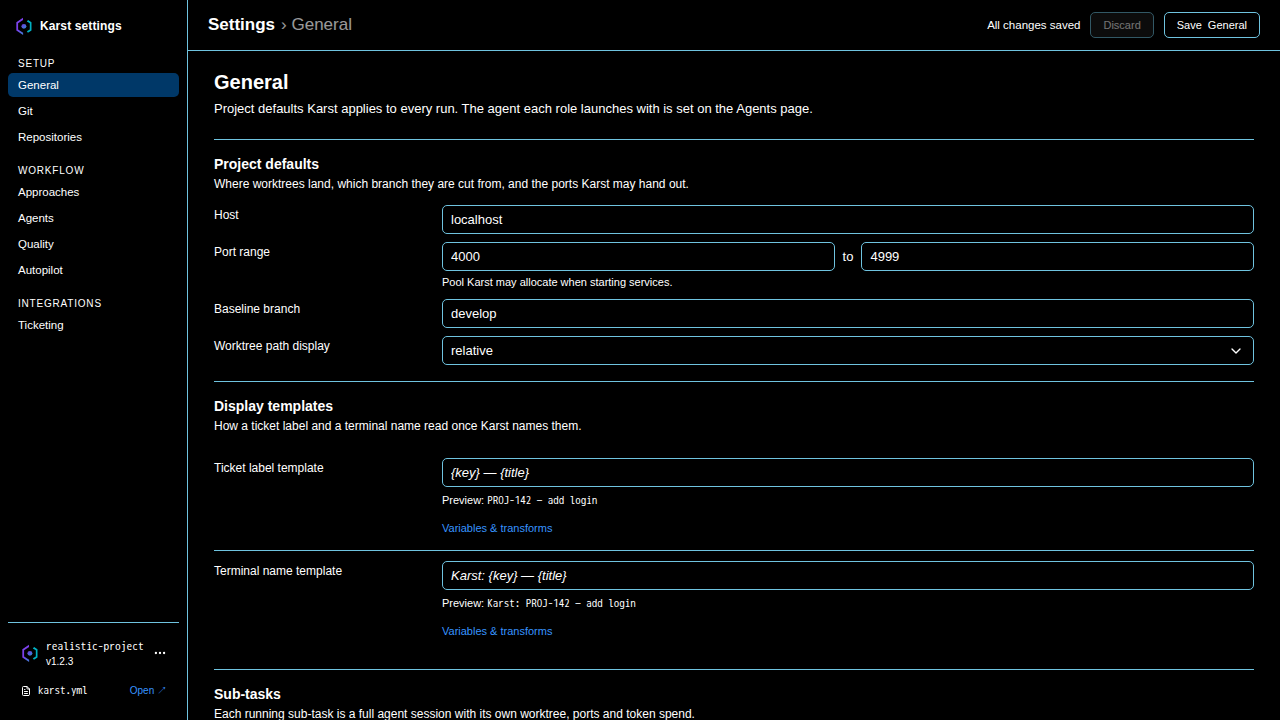 Karst settings
SETUP
General
Git
Repositories
WORKFLOW
Approaches
Agents
Quality
Autopilot
INTEGRATIONS
Ticketing
realistic-project
v1.2.3
karst.yml
Open ↗
Settings › General
All changes saved
Discard
Save General
General
Project defaults Karst applies to every run. The agent each role launches with is set on the Agents page.
Project defaults
Where worktrees land, which branch they are cut from, and the ports Karst may hand out.
Host
localhost
Port range
4000 to 4999
Pool Karst may allocate when starting services.
Baseline branch
develop
Worktree path display
relative
Display templates
How a ticket label and a terminal name read once Karst names them.
Ticket label template
{key} — {title}
Preview: PROJ-142 — add login
Variables & transforms
Terminal name template
Karst: {key} — {title}
Preview: Karst: PROJ-142 — add login
Variables & transforms
Sub-tasks
Each running sub-task is a full agent session with its own worktree, ports and token spend.